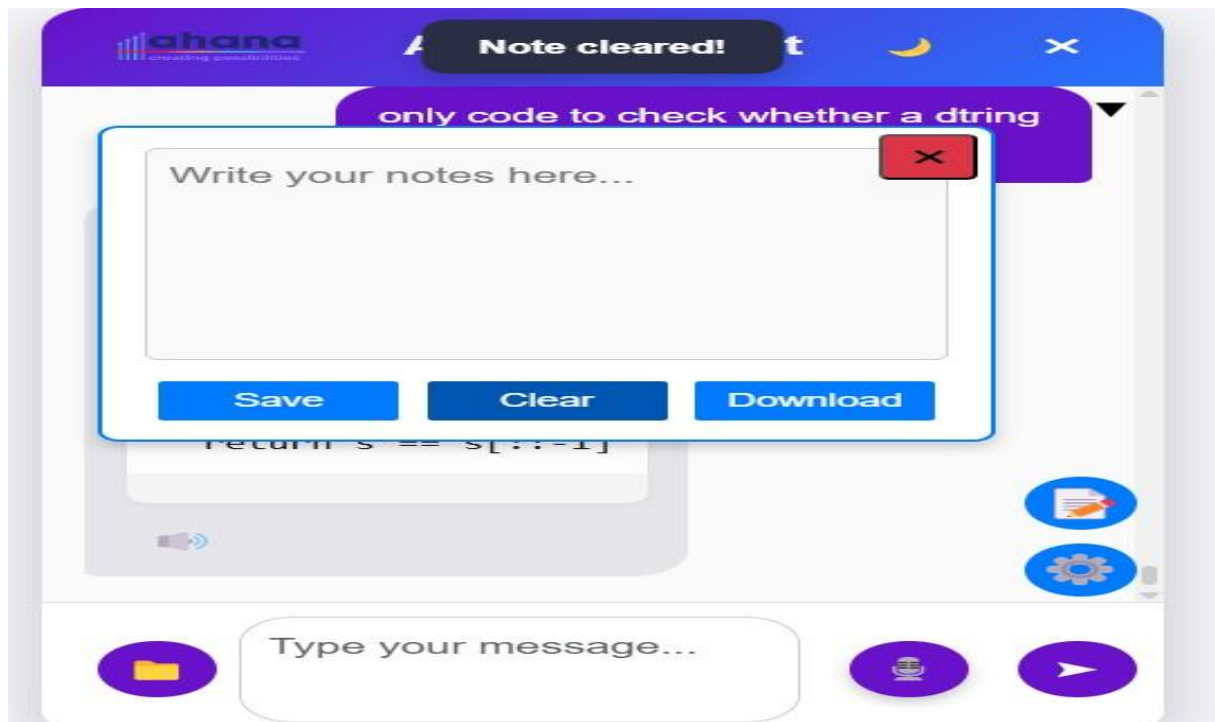 ahana
creating possibilities
A
Note cleared!
t
only code to check whether a dtring
Write your notes here...
Save
Clear
Download
return s == s[::-1]
Type your message...